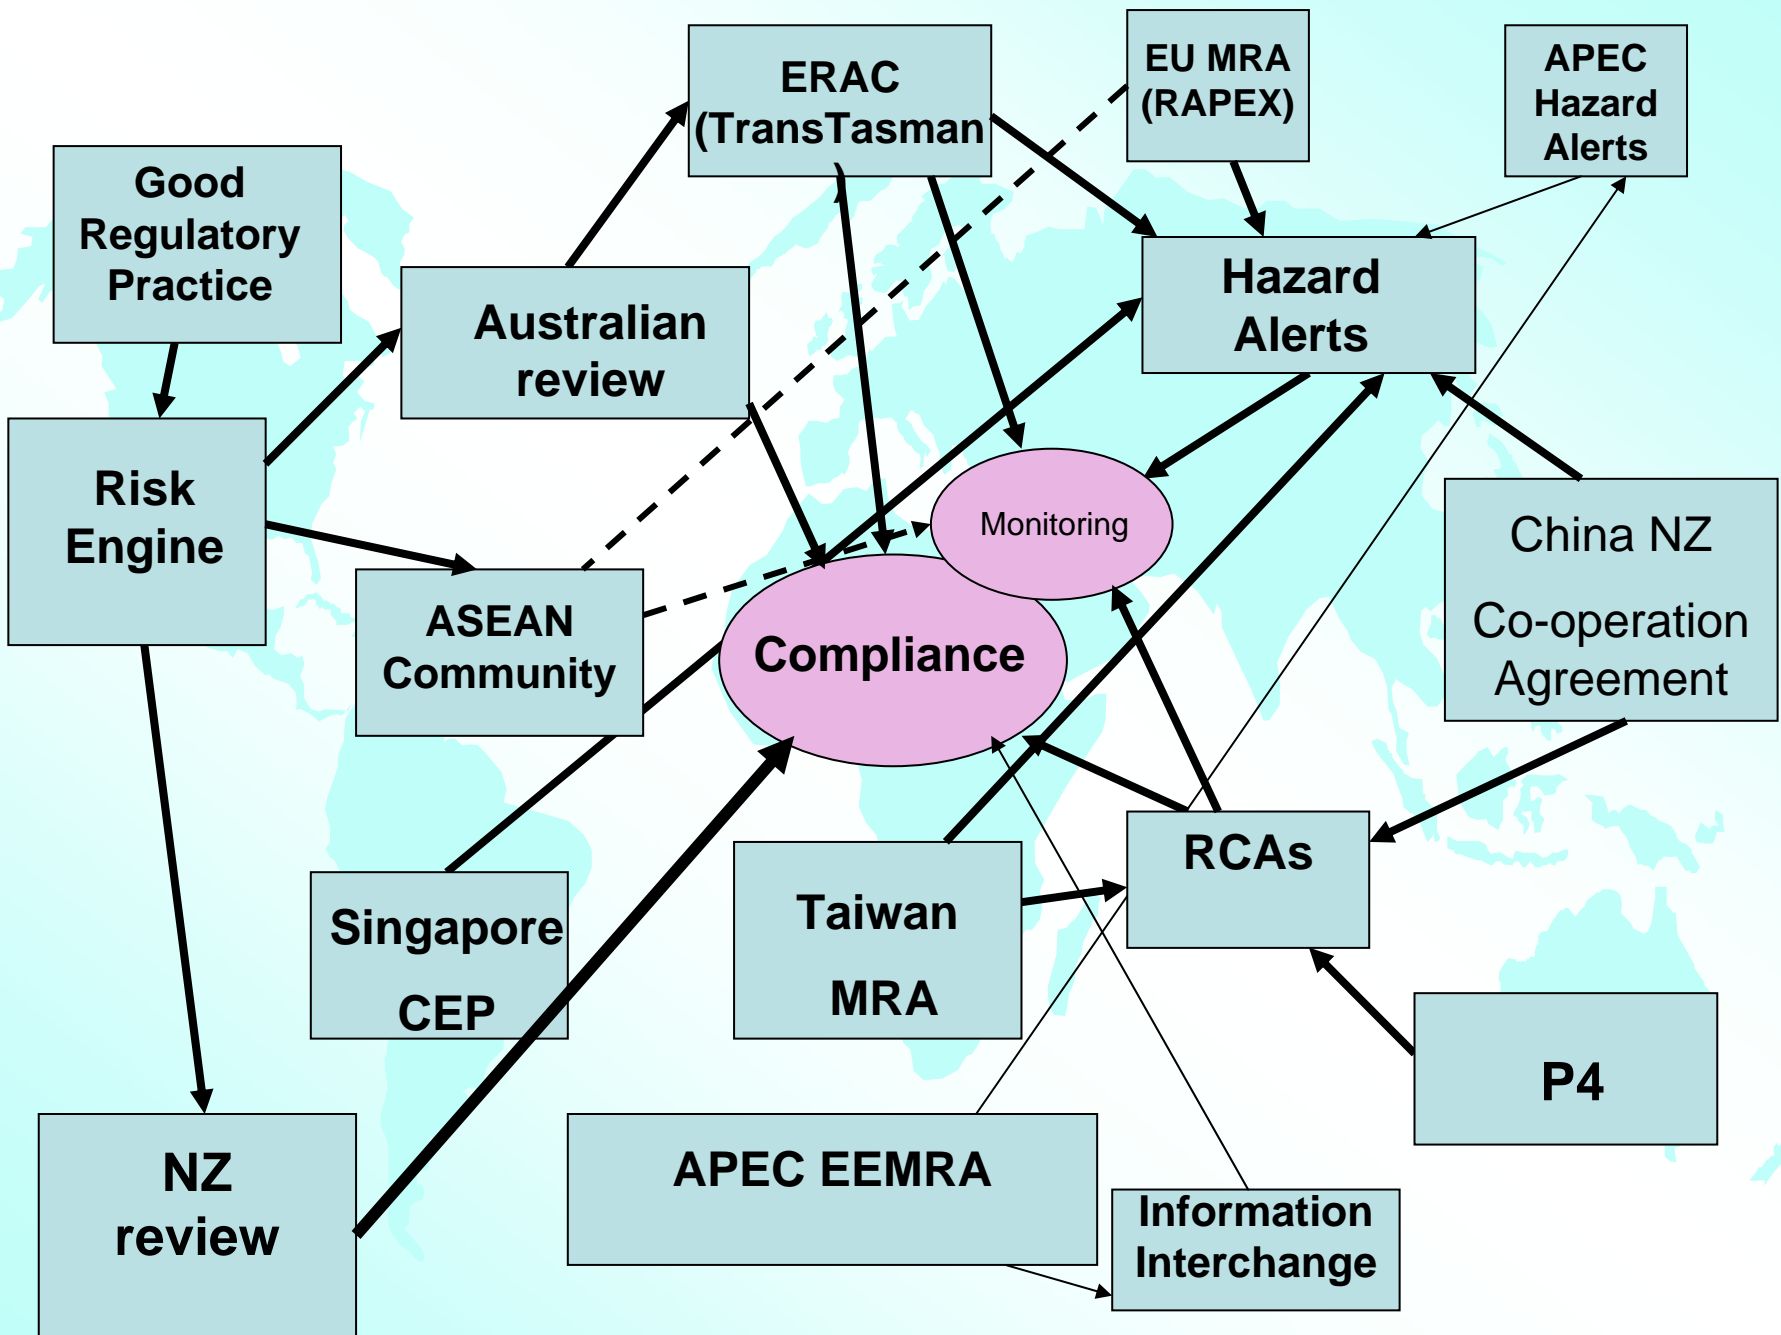 ERAC
(TransTasman
)
EU MRA
(RAPEX)
APEC
Hazard
Alerts
Good
Regulatory
Practice
Hazard
Alerts
Australian
review
Risk
Engine
Monitoring
China NZ
Co-operation
Agreement
ASEAN
Community
Compliance
RCAs
Singapore
CEP
Taiwan
MRA
P4
NZ
review
APEC EEMRA
Information
Interchange